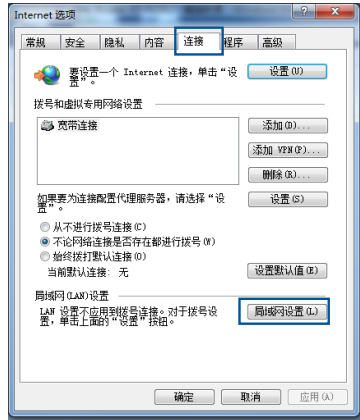 Internet 选项
常规 安全 隐私 内容 连接 程序 高级
要设置一个 Internet 连接，单击“设置”。
设置(U)
拨号和虚拟专用网络设置
宽带连接
添加(D)...
添加 VPN(P)...
删除(R)...
如果要为连接配置代理服务器，请选择“设置”。
设置(S)
从不进行拨号连接(C)
不论网络连接是否存在都进行拨号(W)
始终拨打默认连接(O)
当前默认连接： 无
设置默认值(E)
局域网(LAN)设置
LAN 设置不应用到拨号连接。对于拨号设置，单击上面的“设置”按钮。
局域网设置(L)
确定 取消 应用(A)